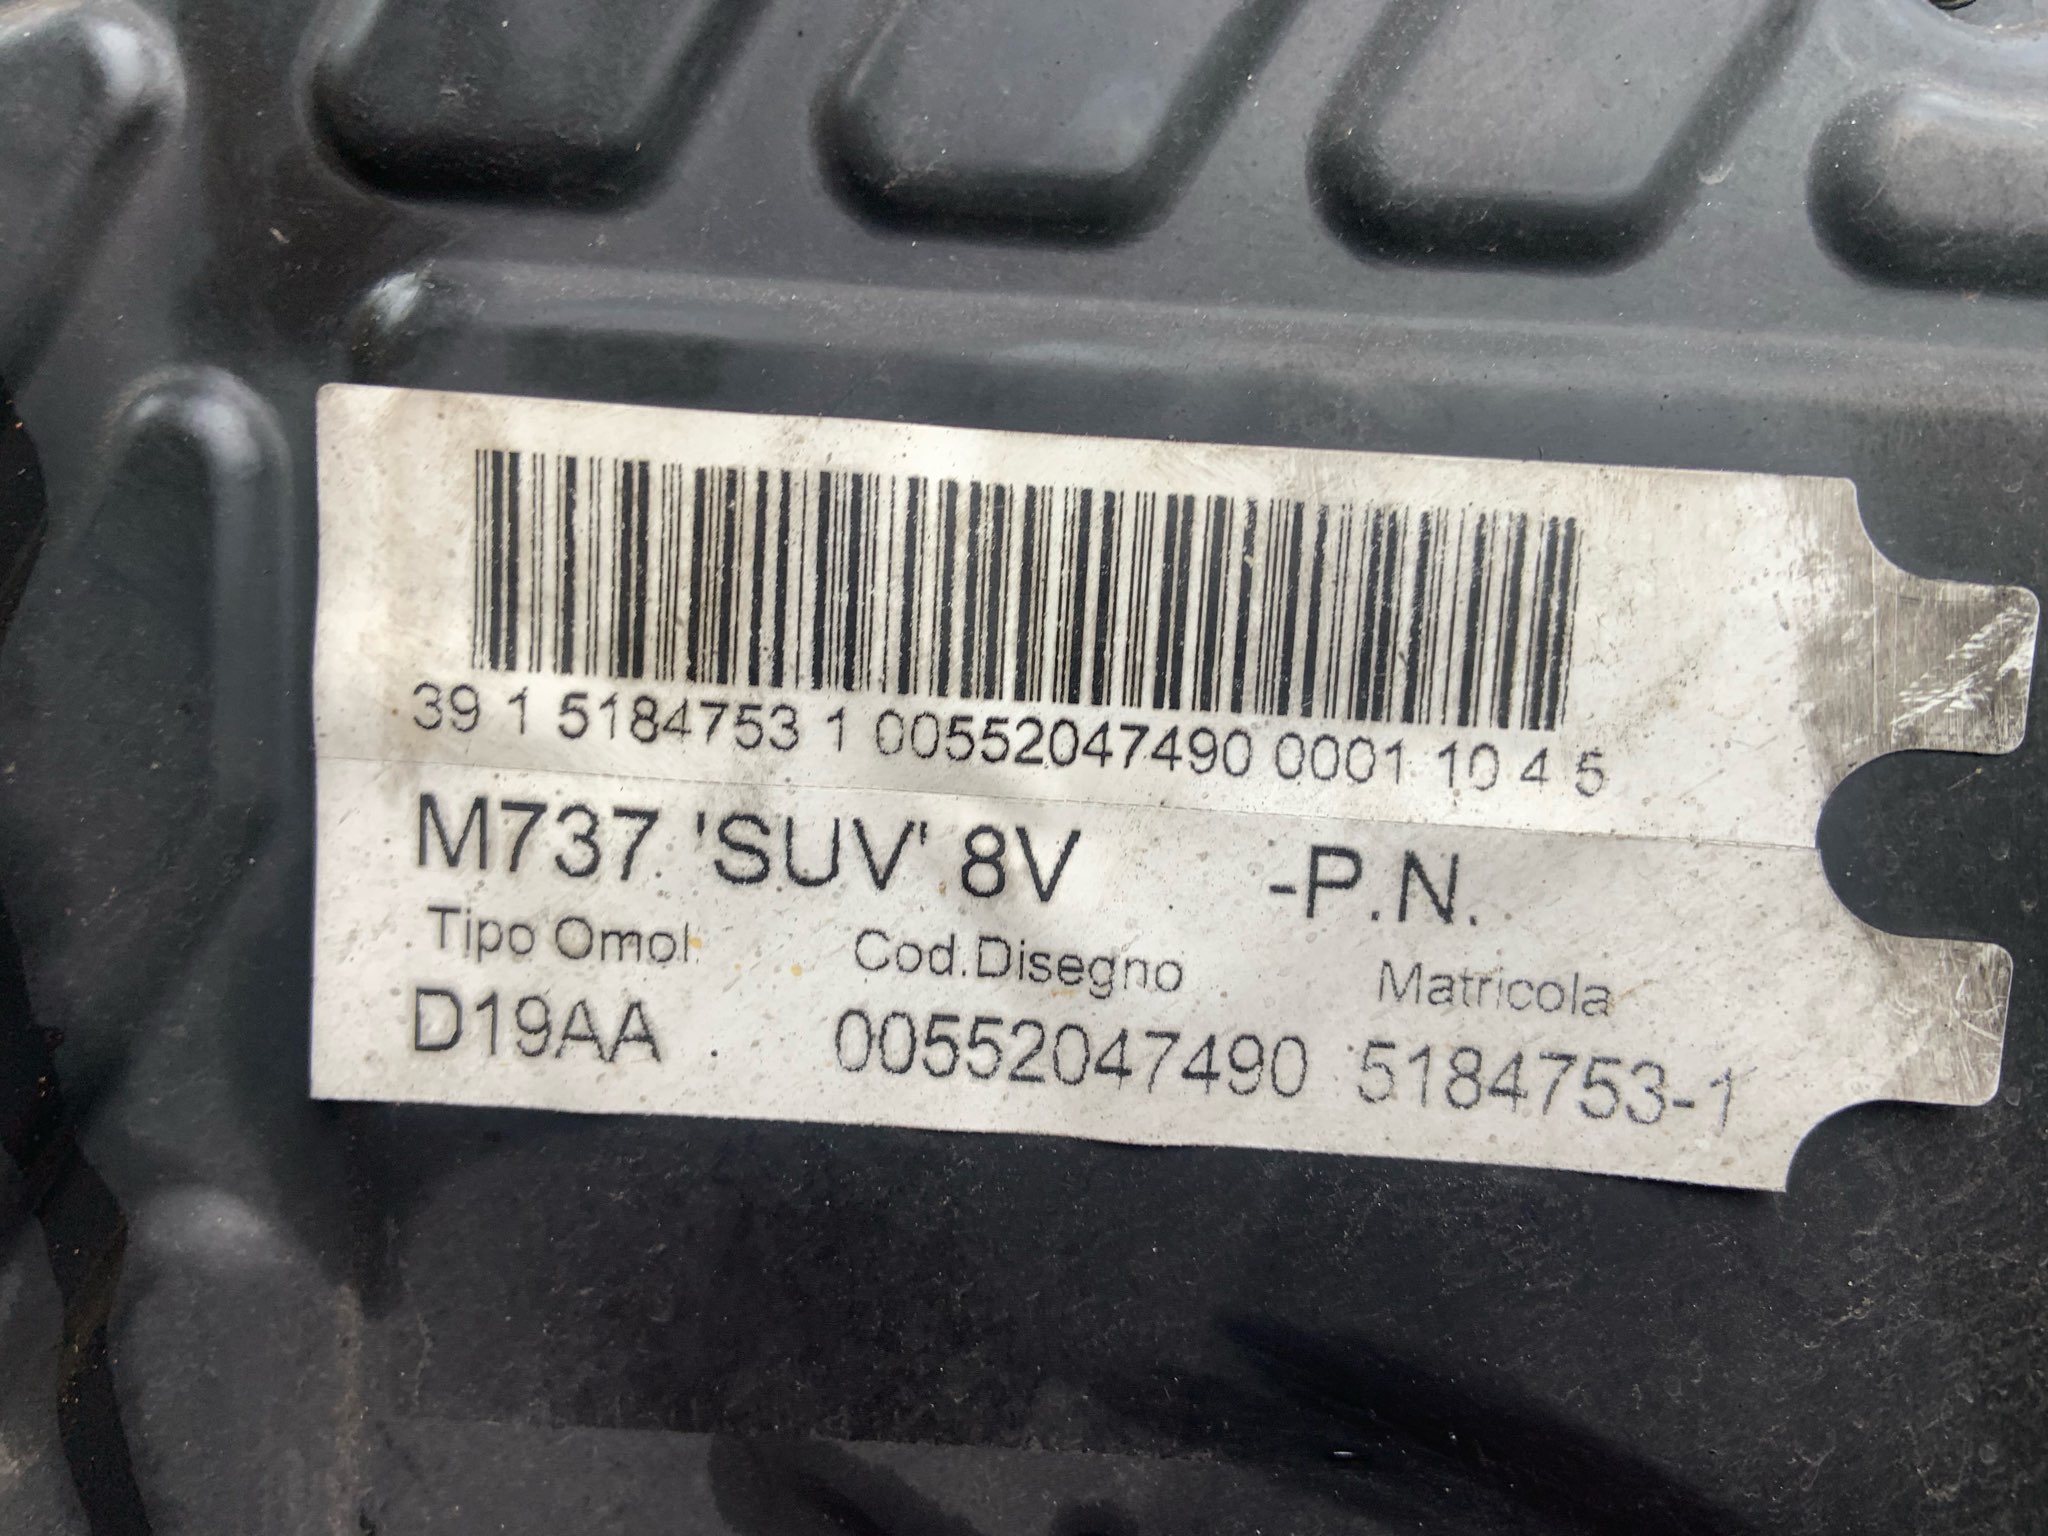 39 1 5184753 1 00552047490 0001 10 4 5
M737 'SUV' 8V -P.N.
Tipo Omol. Cod.Disegno Matricola
D19AA . 00552047490 5184753-1